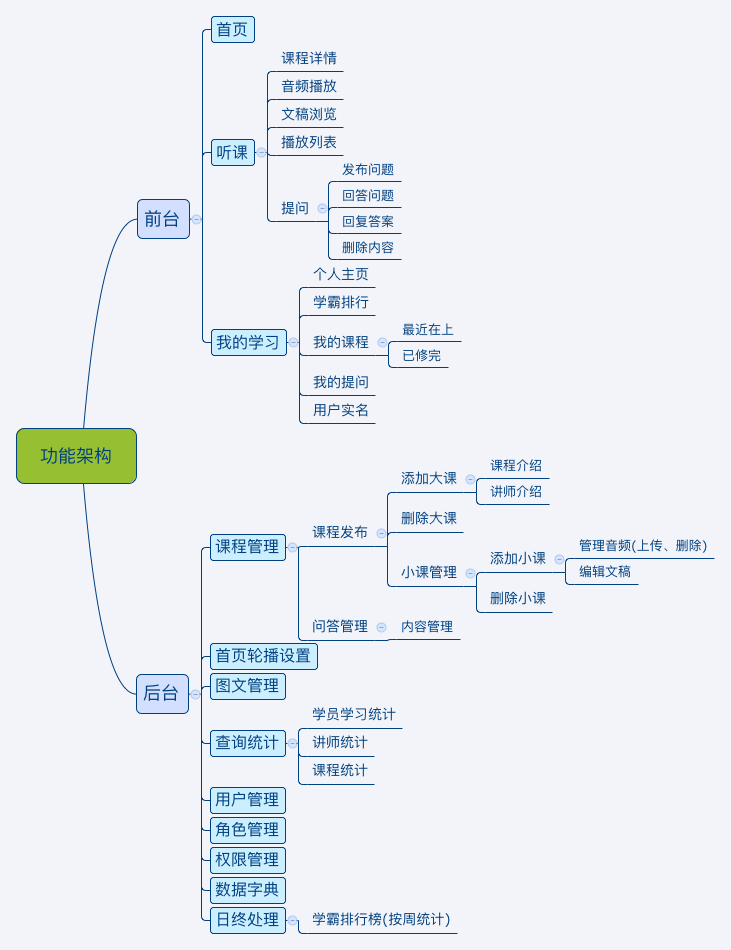 功能架构
前台
首页
听课
课程详情
音频播放
文稿浏览
播放列表
提问
发布问题
回答问题
回复答案
删除内容
我的学习
个人主页
学霸排行
我的课程
最近在上
已修完
我的提问
用户实名
后台
课程管理
课程发布
添加大课
课程介绍
讲师介绍
删除大课
小课管理
添加小课
管理音频(上传、删除)
编辑文稿
删除小课
问答管理
内容管理
首页轮播设置
图文管理
查询统计
学员学习统计
讲师统计
课程统计
用户管理
角色管理
权限管理
数据字典
日终处理
学霸排行榜(按周统计)